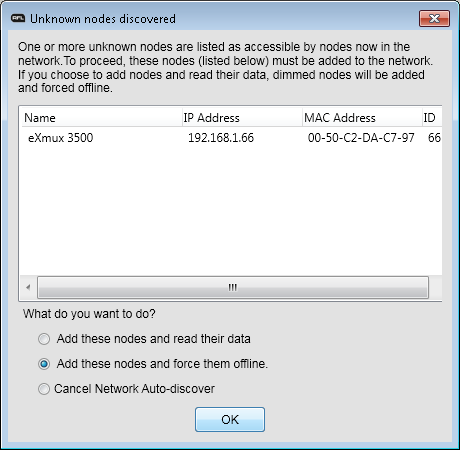 AFL Unknown nodes discovered
One or more unknown nodes are listed as accessible by nodes now in the
network.To proceed, these nodes (listed below) must be added to the network.
If you choose to add nodes and read their data, dimmed nodes will be added
and forced offline.
Name IP Address MAC Address ID
eXmux 3500 192.168.1.66 00-50-C2-DA-C7-97 66
What do you want to do?
Add these nodes and read their data
Add these nodes and force them offline.
Cancel Network Auto-discover
OK